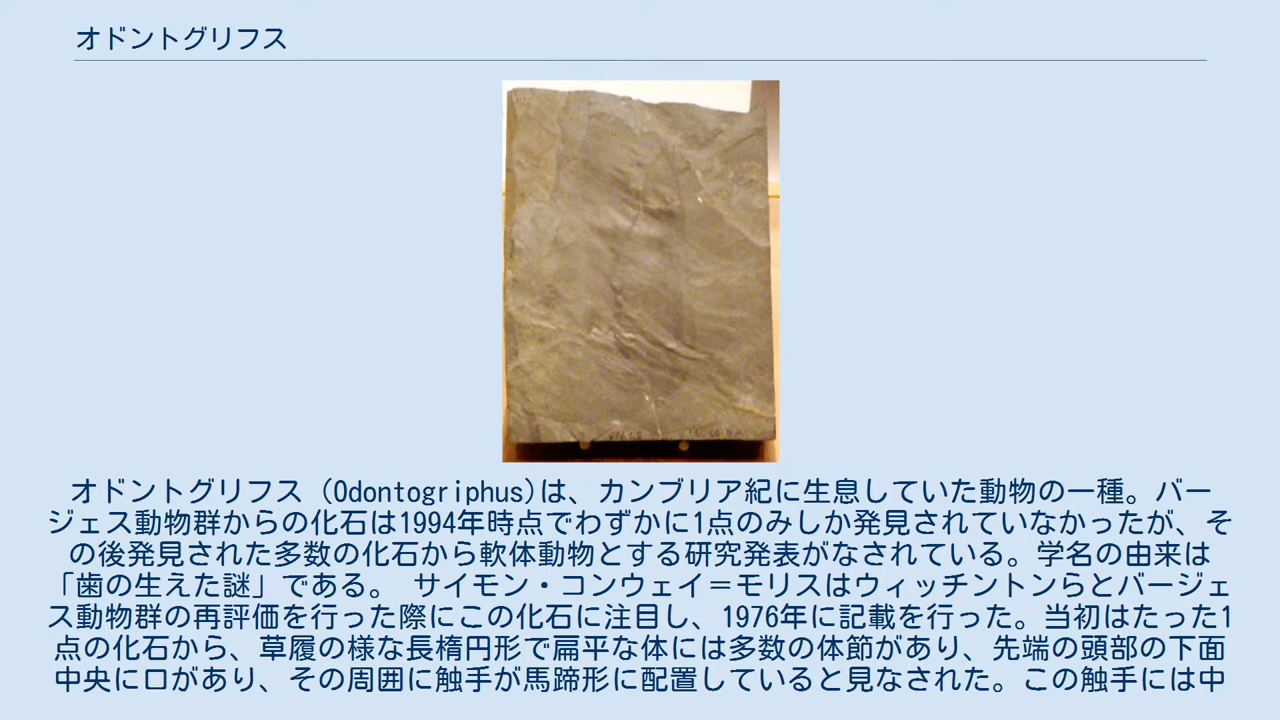 オドントグリフス
オドントグリフス (Odontogriphus)は、カンブリア紀に生息していた動物の一種。バー
ジェス動物群からの化石は1994年時点でわずかに1点のみしか発見されていなかったが、そ
の後発見された多数の化石から軟体動物とする研究発表がなされている。学名の由来は
「歯の生えた謎」である。 サイモン・コンウェイ＝モリスはウィッチントンらとバージェ
ス動物群の再評価を行った際にこの化石に注目し、1976年に記載を行った。当初はたった1
点の化石から、草履の様な長楕円形で扁平な体には多数の体節があり、先端の頭部の下面
中央に口があり、その周囲に触手が馬蹄形に配置していると見なされた。この触手には中